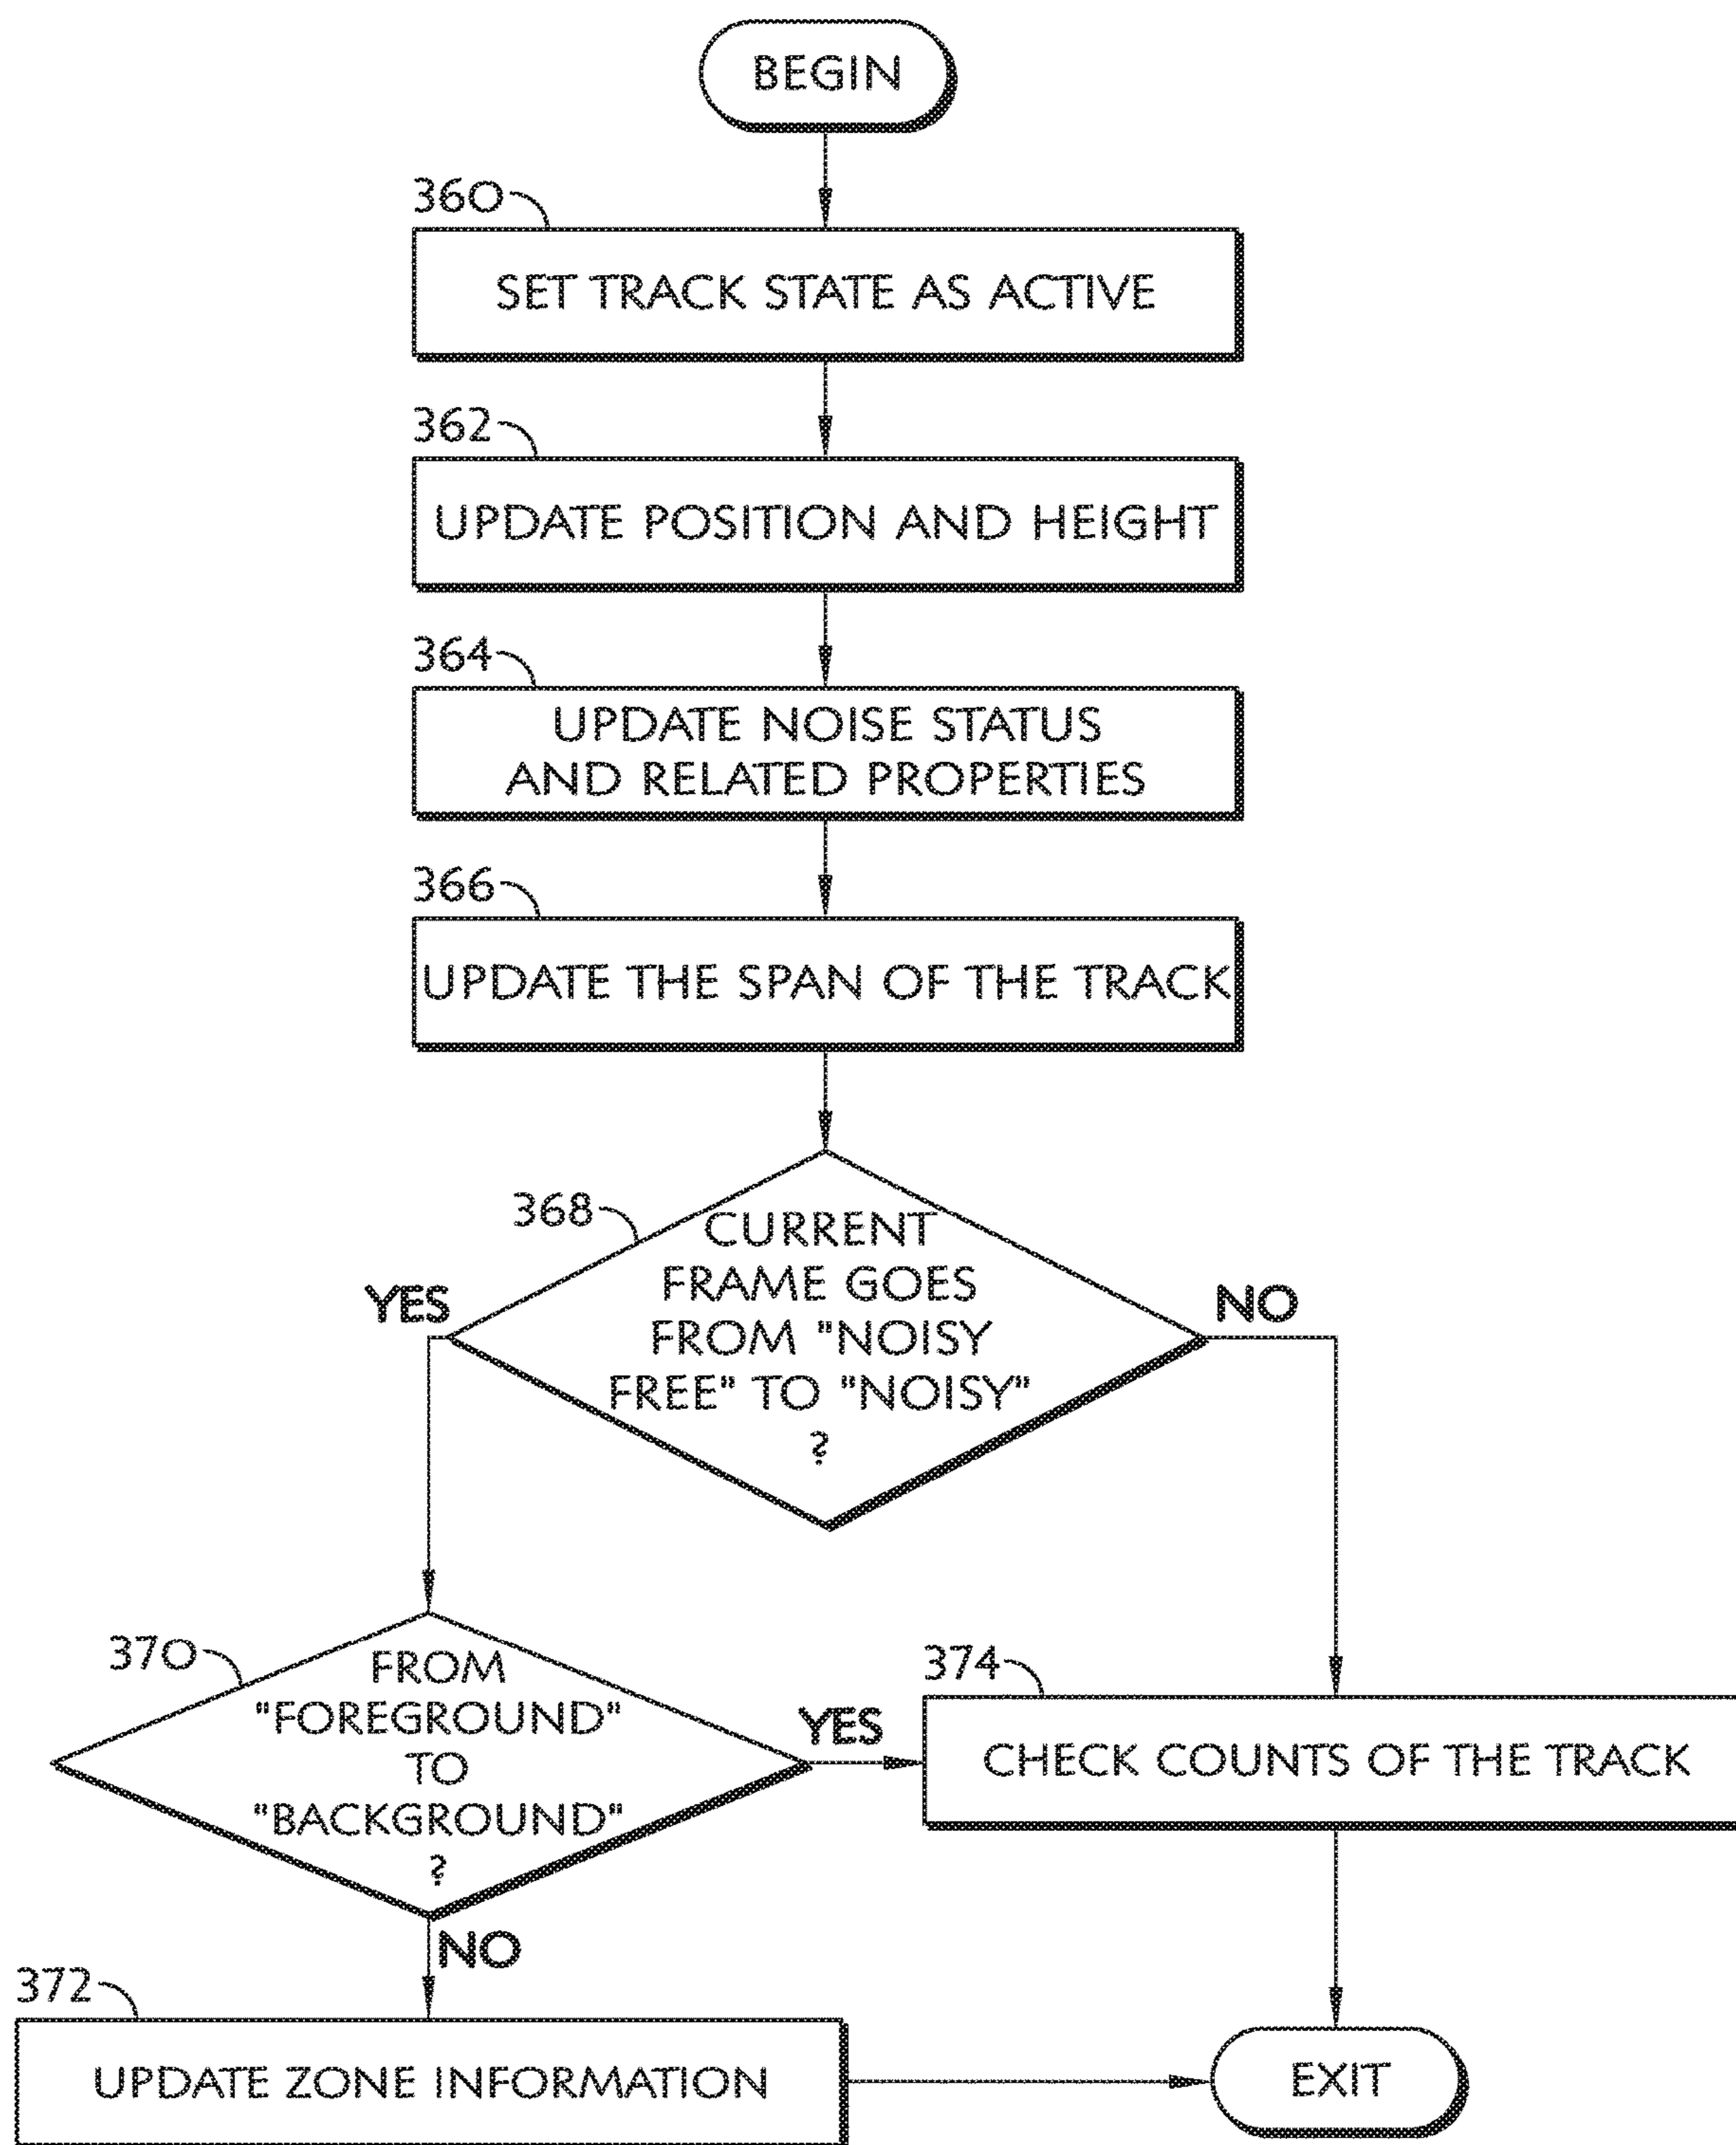 BEGIN
360
SET TRACK STATE AS ACTIVE
362
UPDATE POSITION AND HEIGHT
364
UPDATE NOISE STATUS
AND RELATED PROPERTIES
366
UPDATE THE SPAN OF THE TRACK
368
CURRENT
FRAME GOES
FROM "NOISY
FREE" TO "NOISY"
?
YES
NO
370
FROM
"FOREGROUND"
TO
"BACKGROUND"
?
YES
NO
374
CHECK COUNTS OF THE TRACK
372
UPDATE ZONE INFORMATION
EXIT